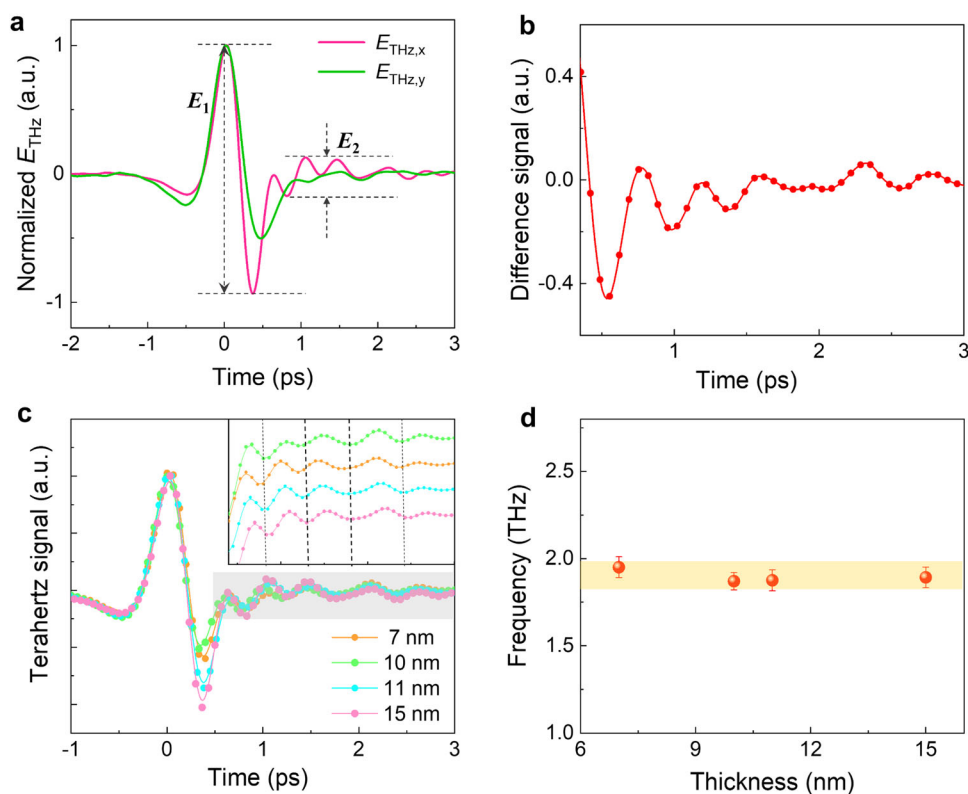 a
Normalized E_THz (a.u.)
1
0
-1
E_THz,x
E_THz,y
E_1
E_2
-2 -1 0 1 2 3
Time (ps)
b
Difference signal (a.u.)
0.4
0.0
-0.4
1 2 3
Time (ps)
c
Terahertz signal (a.u.)
7 nm
10 nm
11 nm
15 nm
-1 0 1 2 3
Time (ps)
d
Frequency (THz)
2.5
2.0
1.5
1.0
6 9 12 15
Thickness (nm)